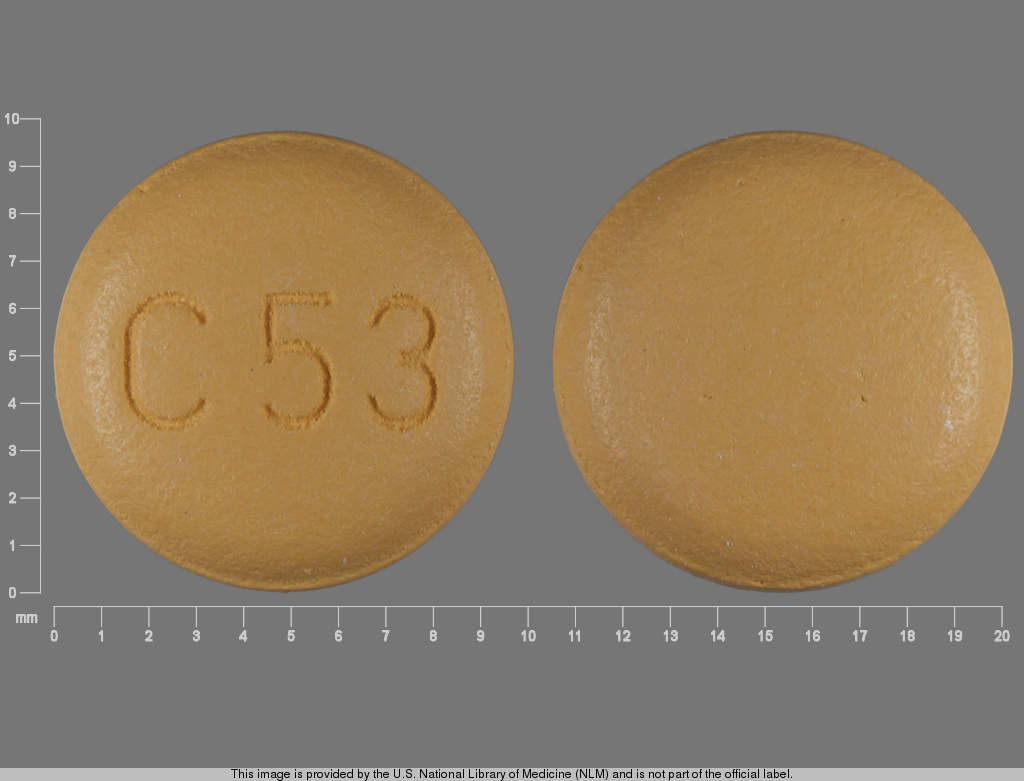 10
9
8
7
6
5
4
3
2
1
0
mm
C 53
0 1 2 3 4 5 6 7 8 9 10 11 12 13 14 15 16 17 18 19 20
This image is provided by the U.S. National Library of Medicine (NLM) and is not part of the official label.